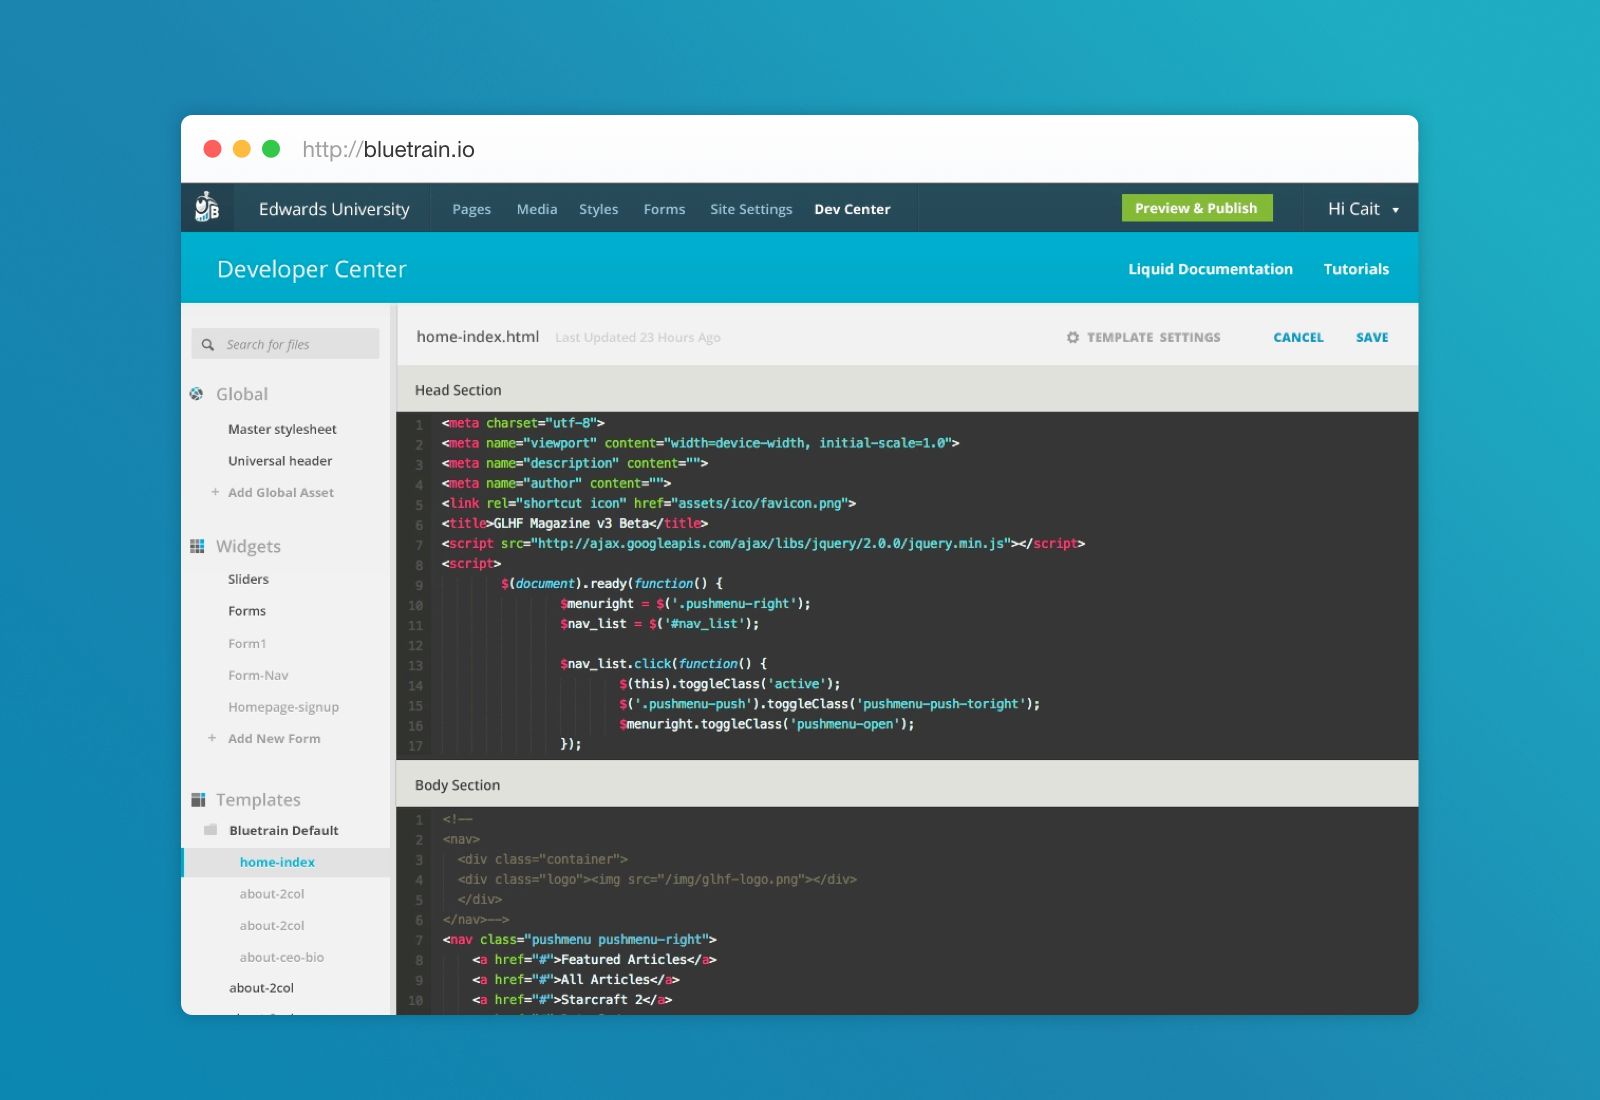 http://bluetrain.io
B
Edwards University
Pages
Media
Styles
Forms
Site Settings
Dev Center
Preview & Publish
Hi Cait
Developer Center
Liquid Documentation
Tutorials
Search for files
Global
Master stylesheet
Universal header
+ Add Global Asset
Widgets
Sliders
Forms
Form1
Form-Nav
Homepage-signup
+ Add New Form
Templates
Bluetrain Default
home-index
about-2col
about-2col
about-ceo-bio
about-2col
home-index.html
Last Updated 23 Hours Ago
TEMPLATE SETTINGS
CANCEL
SAVE
Head Section
1 <meta charset="utf-8">
2 <meta name="viewport" content="width=device-width, initial-scale=1.0">
3 <meta name="description" content="">
4 <meta name="author" content="">
5 <link rel="shortcut icon" href="assets/ico/favicon.png">
6 <title>GLHF Magazine v3 Beta</title>
7 <script src="http://ajax.googleapis.com/ajax/libs/jquery/2.0.0/jquery.min.js"></script>
8 <script>
9 $(document).ready(function() {
10 $menuright = $('.pushmenu-right');
11 $nav_list = $('#nav_list');
12
13 $nav_list.click(function() {
14 $(this).toggleClass('active');
15 $('.pushmenu-push').toggleClass('pushmenu-push-toright');
16 $menuright.toggleClass('pushmenu-open');
17 });
Body Section
1 <!--
2 <nav>
3 <div class="container">
4 <div class="logo"><img src="/img/glhf-logo.png"></div>
5 </div>
6 </nav>-->
7 <nav class="pushmenu pushmenu-right">
8 <a href="#">Featured Articles</a>
9 <a href="#">All Articles</a>
10 <a href="#">Starcraft 2</a>